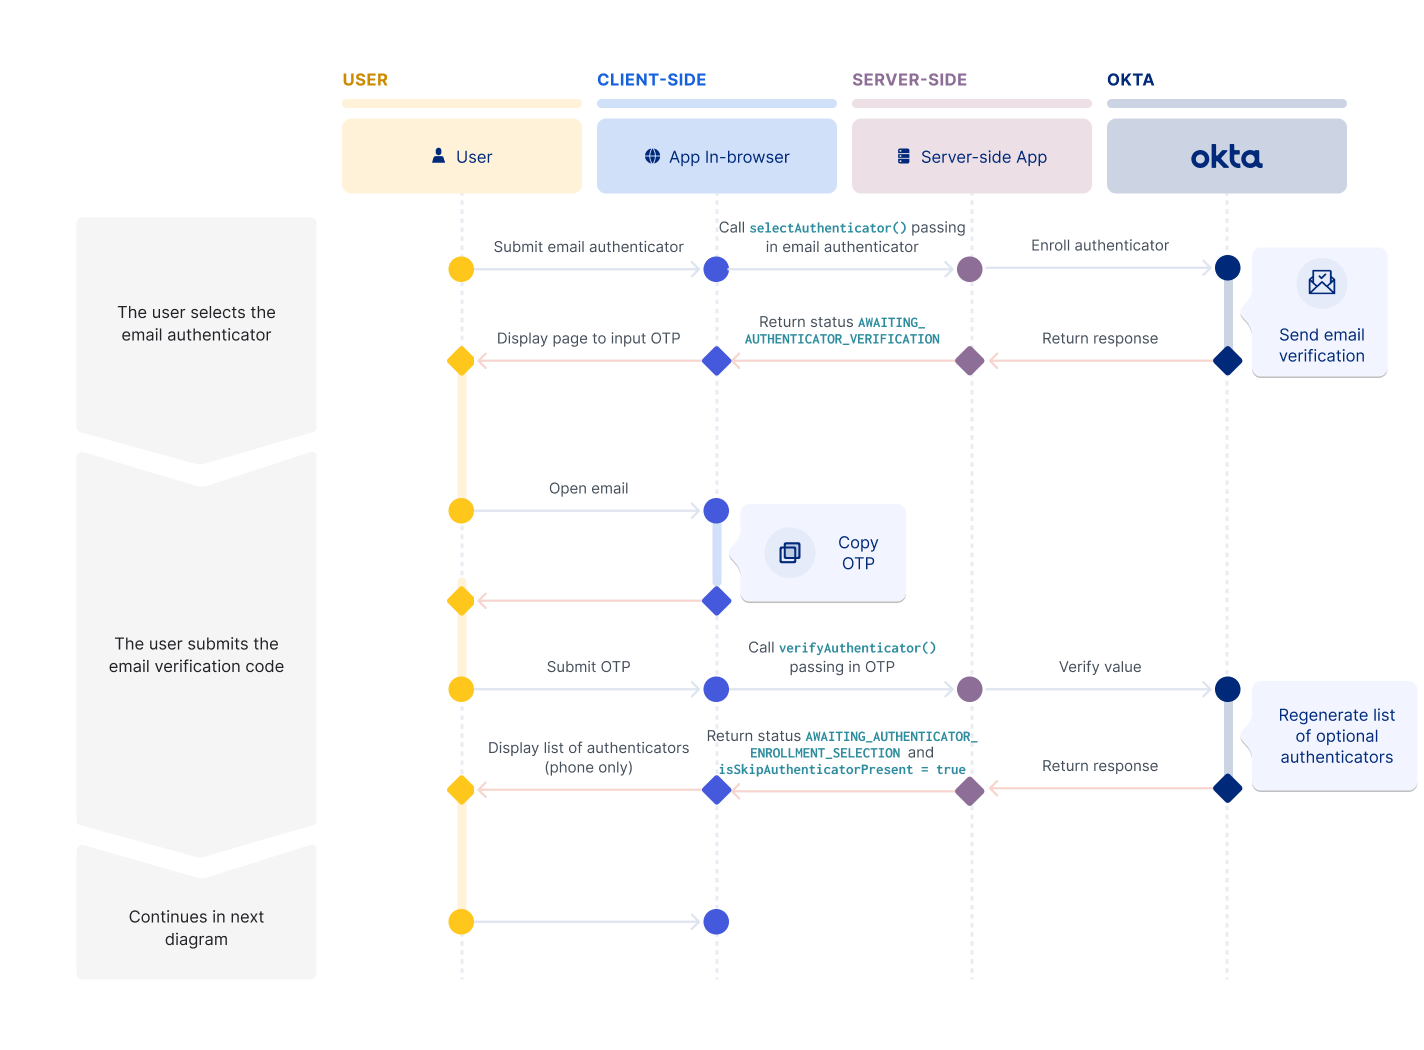 USER
CLIENT-SIDE
SERVER-SIDE
OKTA
User
App In-browser
Server-side App
okta
The user selects the
email authenticator
Submit email authenticator
Call selectAuthenticator() passing
in email authenticator
Enroll authenticator
Send email
verification
Display page to input OTP
Return status AWAITING_
AUTHENTICATOR_VERIFICATION
Return response
The user submits the
email verification code
Open email
Copy
OTP
Submit OTP
Call verifyAuthenticator()
passing in OTP
Verify value
Regenerate list
of optional
authenticators
Display list of authenticators
(phone only)
Return status AWAITING_AUTHENTICATOR_
ENROLLMENT_SELECTION and
isSkipAuthenticatorPresent = true
Return response
Continues in next
diagram